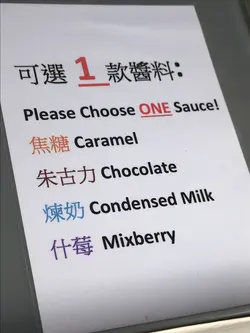 可選 1 款醬料:
Please Choose ONE Sauce!
焦糖 Caramel
朱古力 Chocolate
煉奶 Condensed Milk
什莓 Mixberry